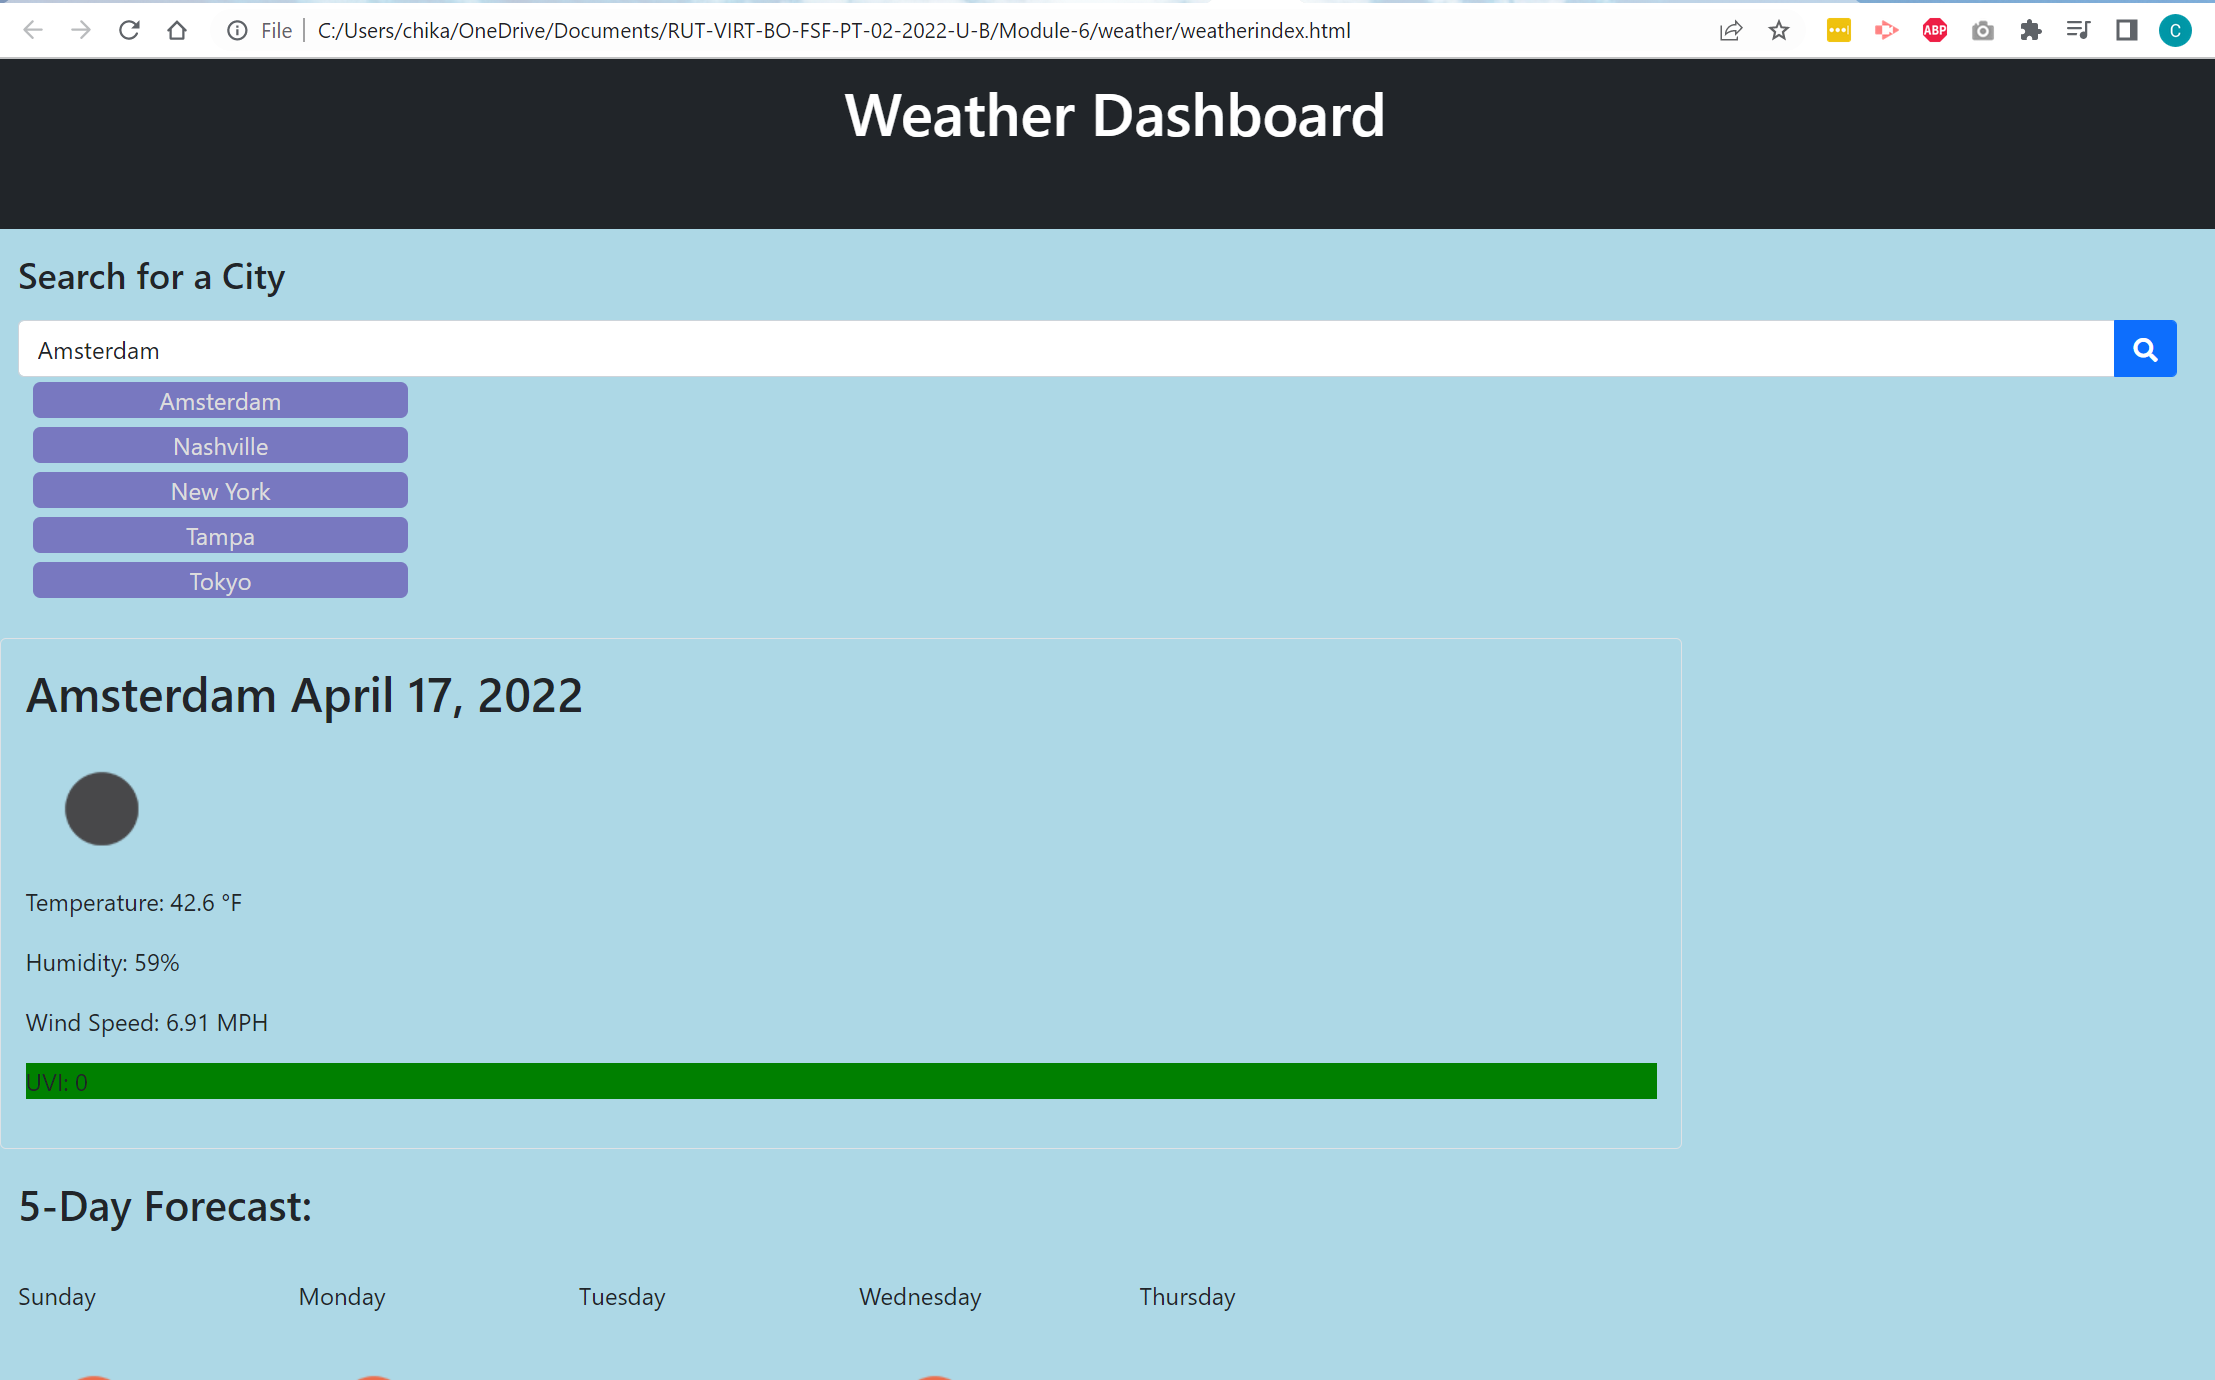 File | C:/Users/chika/OneDrive/Documents/RUT-VIRT-BO-FSF-PT-02-2022-U-B/Module-6/weather/weatherindex.html ABP C
Weather Dashboard
Search for a City
Amsterdam
Amsterdam
Nashville
New York
Tampa
Tokyo
Amsterdam April 17, 2022
Temperature: 42.6 °F
Humidity: 59%
Wind Speed: 6.91 MPH
UVI: 0
5-Day Forecast:
Sunday Monday Tuesday Wednesday Thursday